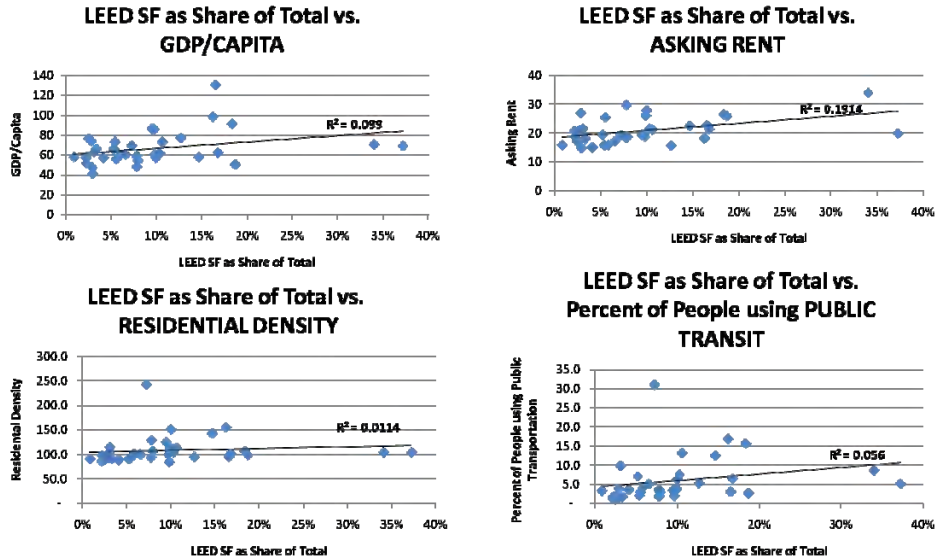 LEED SF as Share of Total vs.
GDP/CAPITA
GDP/Capita
140
120
100
80
60
40
20
0
R² = 0.099
0% 5% 10% 15% 20% 25% 30% 35% 40%
LEED SF as Share of Total
LEED SF as Share of Total vs.
ASKING RENT
Asking Rent
40
30
20
10
0
R² = 0.1914
0% 5% 10% 15% 20% 25% 30% 35% 40%
LEED SF as Share of Total
LEED SF as Share of Total vs.
RESIDENTIAL DENSITY
Residential Density
300.0
250.0
200.0
150.0
100.0
50.0
-
R² = 0.0114
0% 5% 10% 15% 20% 25% 30% 35% 40%
LEED SF as Share of Total
LEED SF as Share of Total vs.
Percent of People using PUBLIC
TRANSIT
Percent of People using Public
Transportation
35.0
30.0
25.0
20.0
15.0
10.0
5.0
-
R² = 0.056
0% 10% 20% 30% 40%
LEED SF as Share of Total